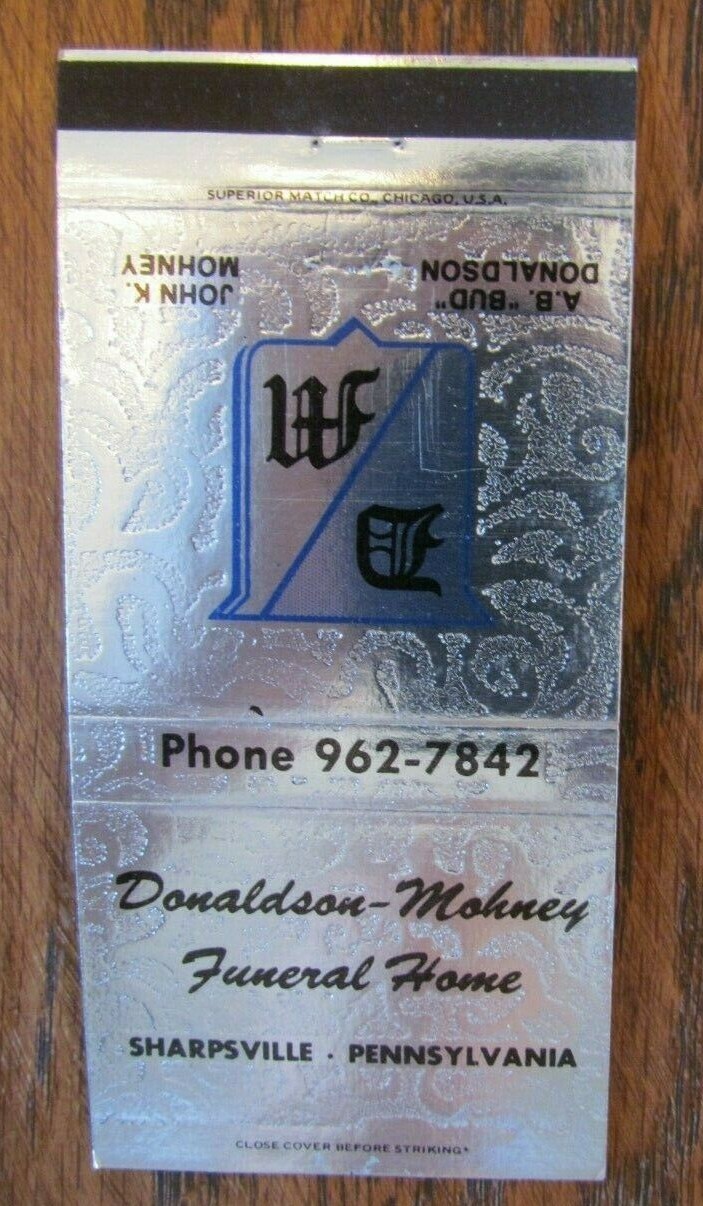 SUPERIOR MATCH CO., CHICAGO, U.S.A.
A.B. "BUD"
DONALDSON
JOHN K.
MOHNEY
D
M
Phone 962-7842
Donaldson-Mohney
Funeral Home
SHARPSVILLE . PENNSYLVANIA
CLOSE COVER BEFORE STRIKING